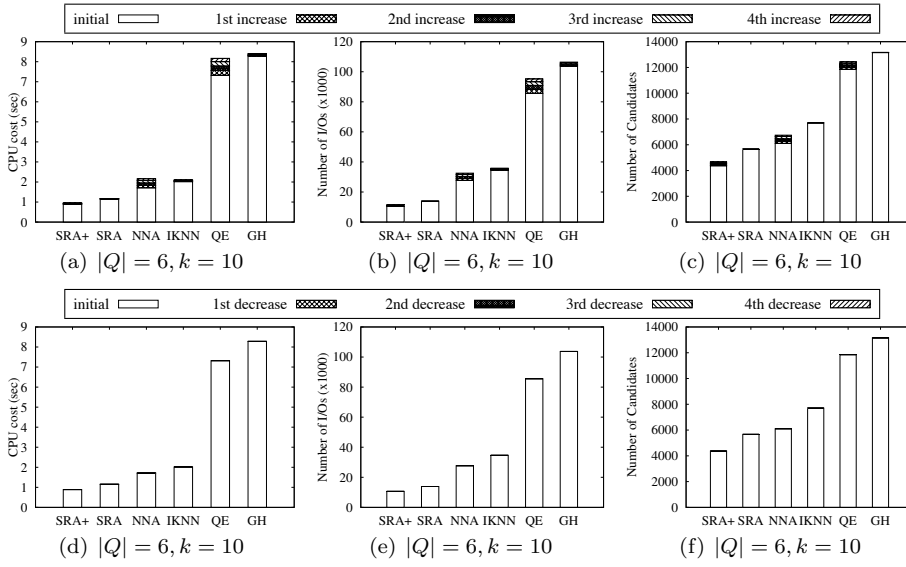 initial 1st increase 2nd increase 3rd increase 4th increase
CPU cost (sec)
9
8
7
6
5
4
3
2
1
0
SRA+ SRA NNA IKNN QE GH
(a) |Q| = 6, k = 10
Number of I/Os (x1000)
120
100
80
60
40
20
0
SRA+ SRA NNA IKNN QE GH
(b) |Q| = 6, k = 10
Number of Candidates
14000
12000
10000
8000
6000
4000
2000
0
SRA+ SRA NNA IKNN QE GH
(c) |Q| = 6, k = 10
initial 1st decrease 2nd decrease 3rd decrease 4th decrease
CPU cost (sec)
9
8
7
6
5
4
3
2
1
0
SRA+ SRA NNA IKNN QE GH
(d) |Q| = 6, k = 10
Number of I/Os (x1000)
120
100
80
60
40
20
0
SRA+ SRA NNA IKNN QE GH
(e) |Q| = 6, k = 10
Number of Candidates
14000
12000
10000
8000
6000
4000
2000
0
SRA+ SRA NNA IKNN QE GH
(f) |Q| = 6, k = 10